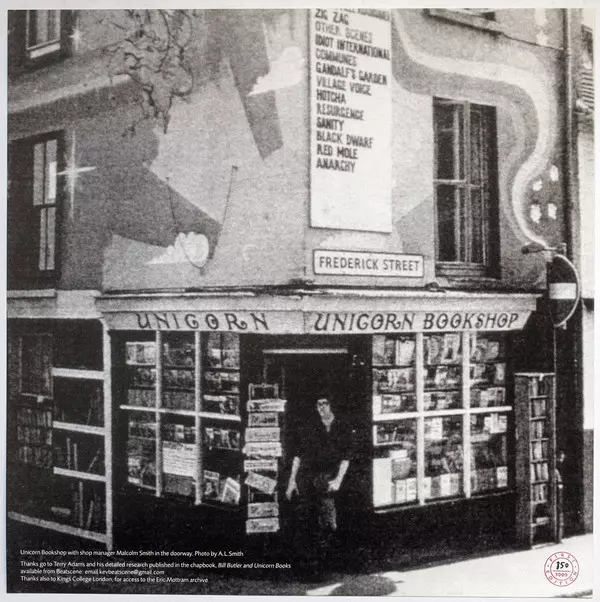 ZIG ZAG
OTHER SCENES
IDIOT INTERNATIONAL
COMMUNES
GANDALF'S GARDEN
VILLAGE VOICE
HOTCHA
RESURGENCE
SANITY
BLACK DWARF
RED MOLE
ANARCHY
FREDERICK STREET
UNICORN
UNICORN BOOKSHOP
Unicorn Bookshop with shop manager Malcolm Smith in the doorway. Photo by A.L.Smith
Thanks go to Terry Adams and his detailed research published in the chapbook, Bill Butler and Unicorn Books
available from Beatscene: email kevbeatscene@gmail.com
Thanks also to Kings College London, for access to the Eric Mottram archive